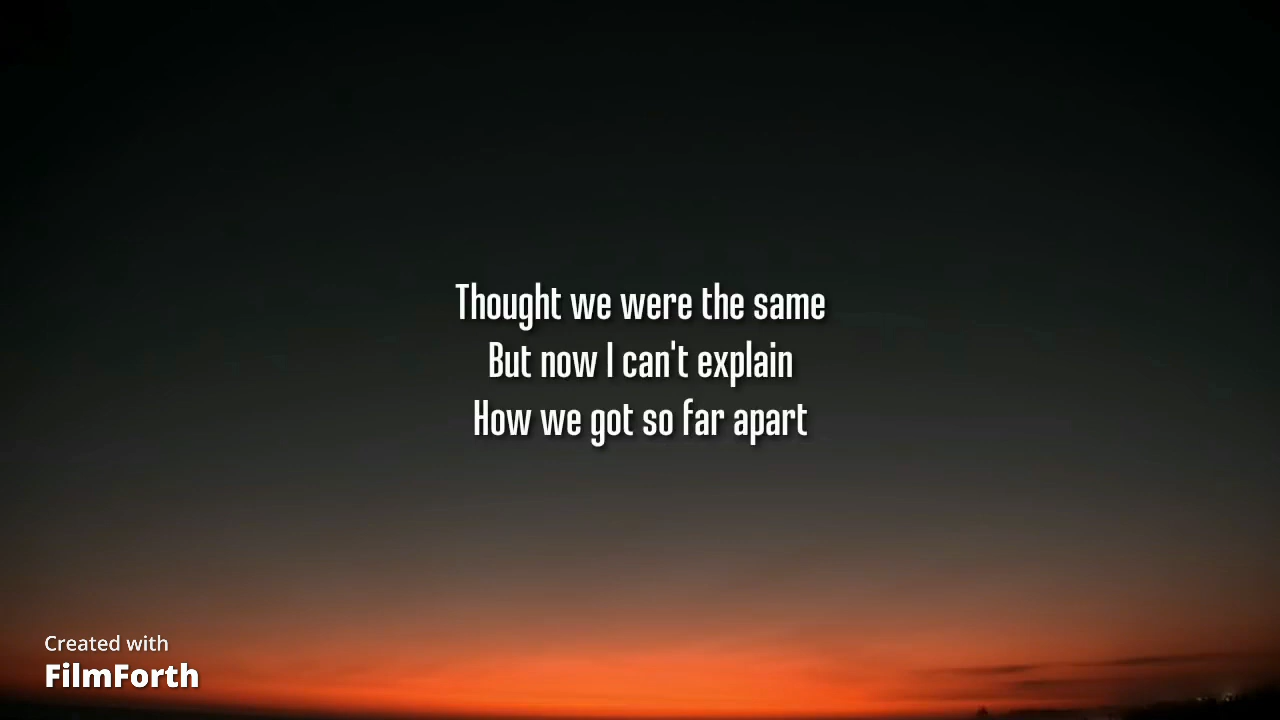 Thought we were the same
But now I can't explain
How we got so far apart
Created with
FilmForth